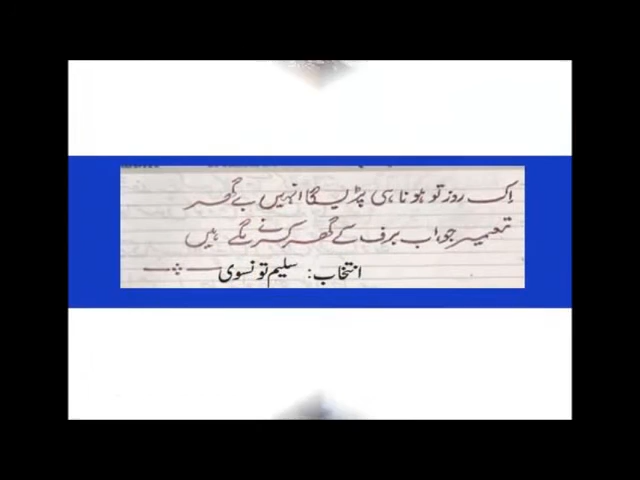 اِک روز تو ہونا ہی پڑیگا انہیں بے گھر
تعمیر جو اب برف کے گھر کرنے لگے ہیں
انتخاب: سلیم تونسوی